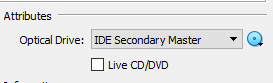 Attributes
Optical Drive: IDE Secondary Master
Live CD/DVD